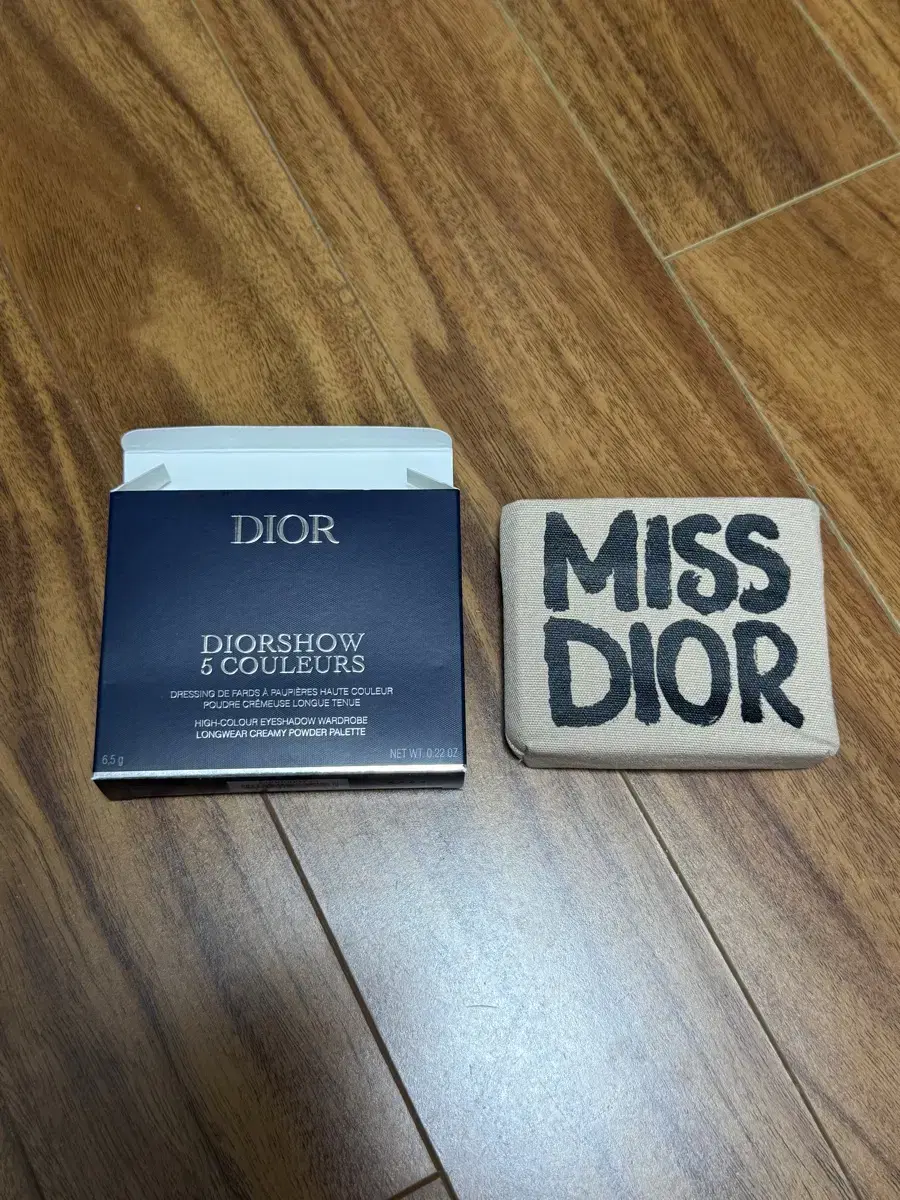 DIOR
DIORSHOW
5 COULEURS
DRESSING DE FARDS À PAUPIÈRES HAUTE COULEUR
POUDRE CRÉMEUSE LONGUE TENUE
HIGH-COLOUR EYESHADOW WARDROBE
LONGWEAR CREAMY POWDER PALETTE
6,5 g
NET WT. 0.22 OZ
MISS
DIOR